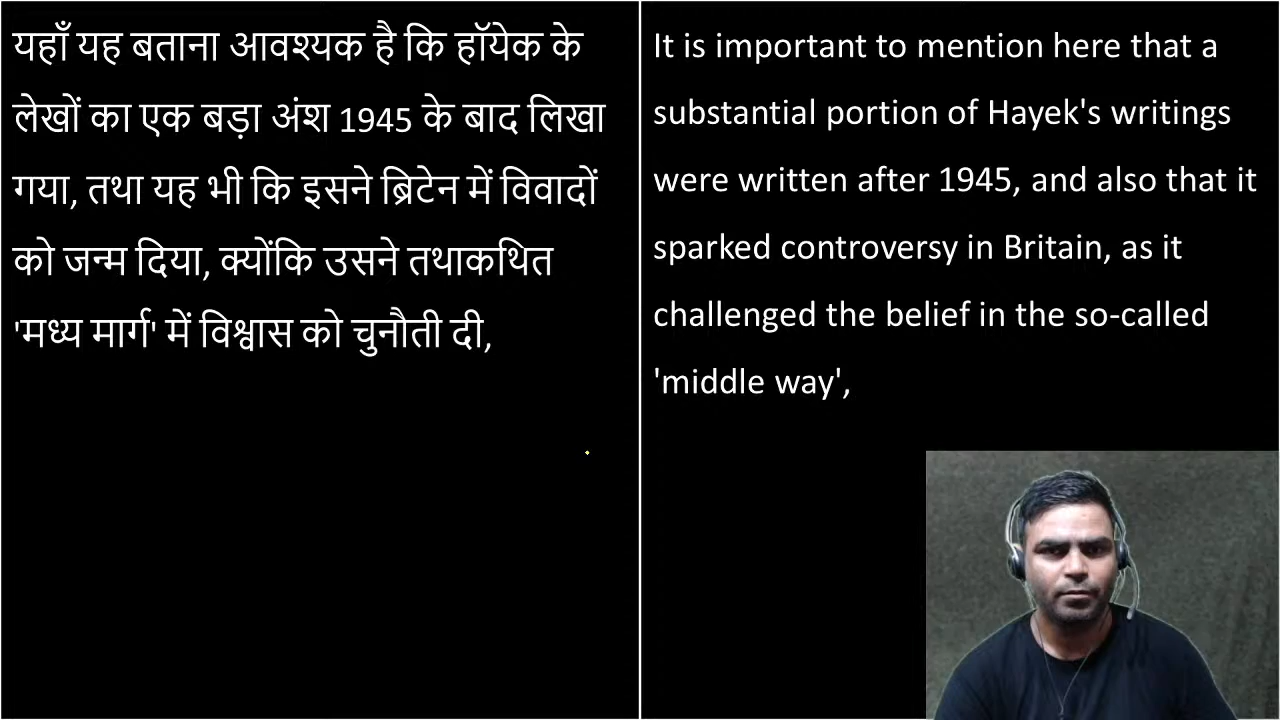 यहाँ यह बताना आवश्यक है कि हॉयेक के
लेखों का एक बड़ा अंश 1945 के बाद लिखा
गया, तथा यह भी कि इसने ब्रिटेन में विवादों
को जन्म दिया, क्योंकि उसने तथाकथित
'मध्य मार्ग' में विश्वास को चुनौती दी,
It is important to mention here that a
substantial portion of Hayek's writings
were written after 1945, and also that it
sparked controversy in Britain, as it
challenged the belief in the so-called
'middle way',